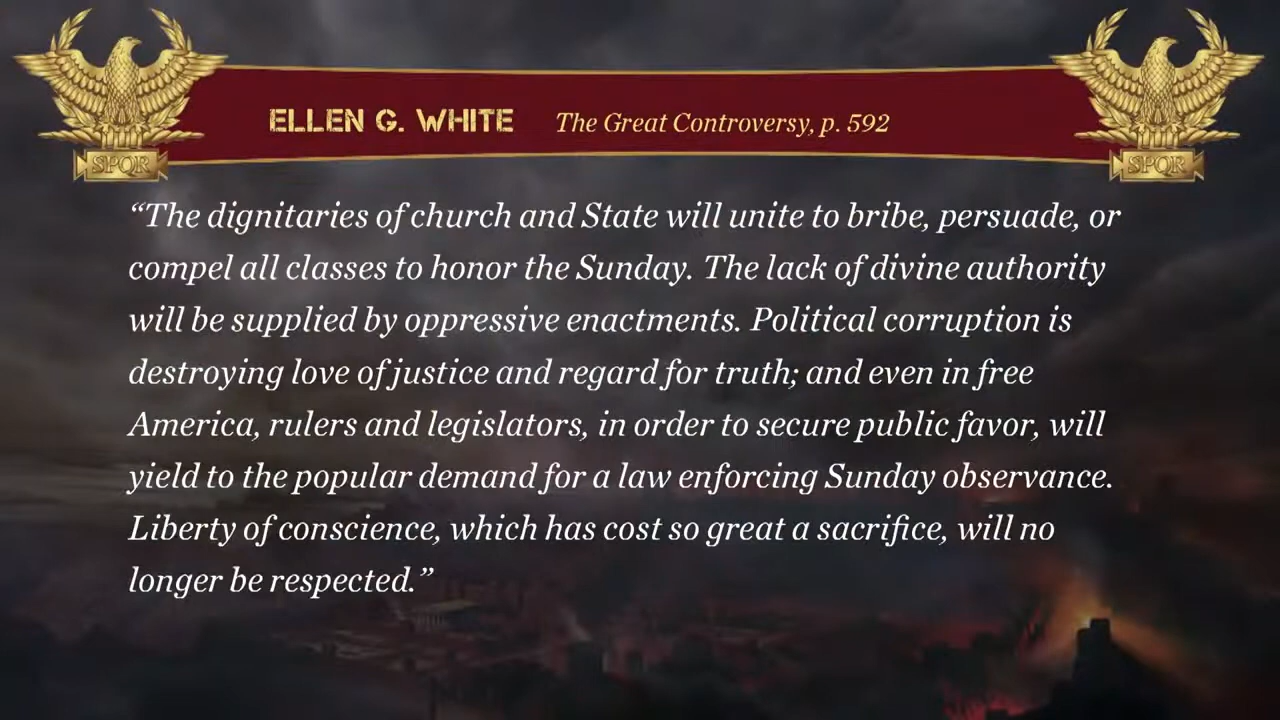 SPQR
ELLEN G. WHITE The Great Controversy, p. 592
SPQR
“The dignitaries of church and State will unite to bribe, persuade, or
compel all classes to honor the Sunday. The lack of divine authority
will be supplied by oppressive enactments. Political corruption is
destroying love of justice and regard for truth; and even in free
America, rulers and legislators, in order to secure public favor, will
yield to the popular demand for a law enforcing Sunday observance.
Liberty of conscience, which has cost so great a sacrifice, will no
longer be respected.”